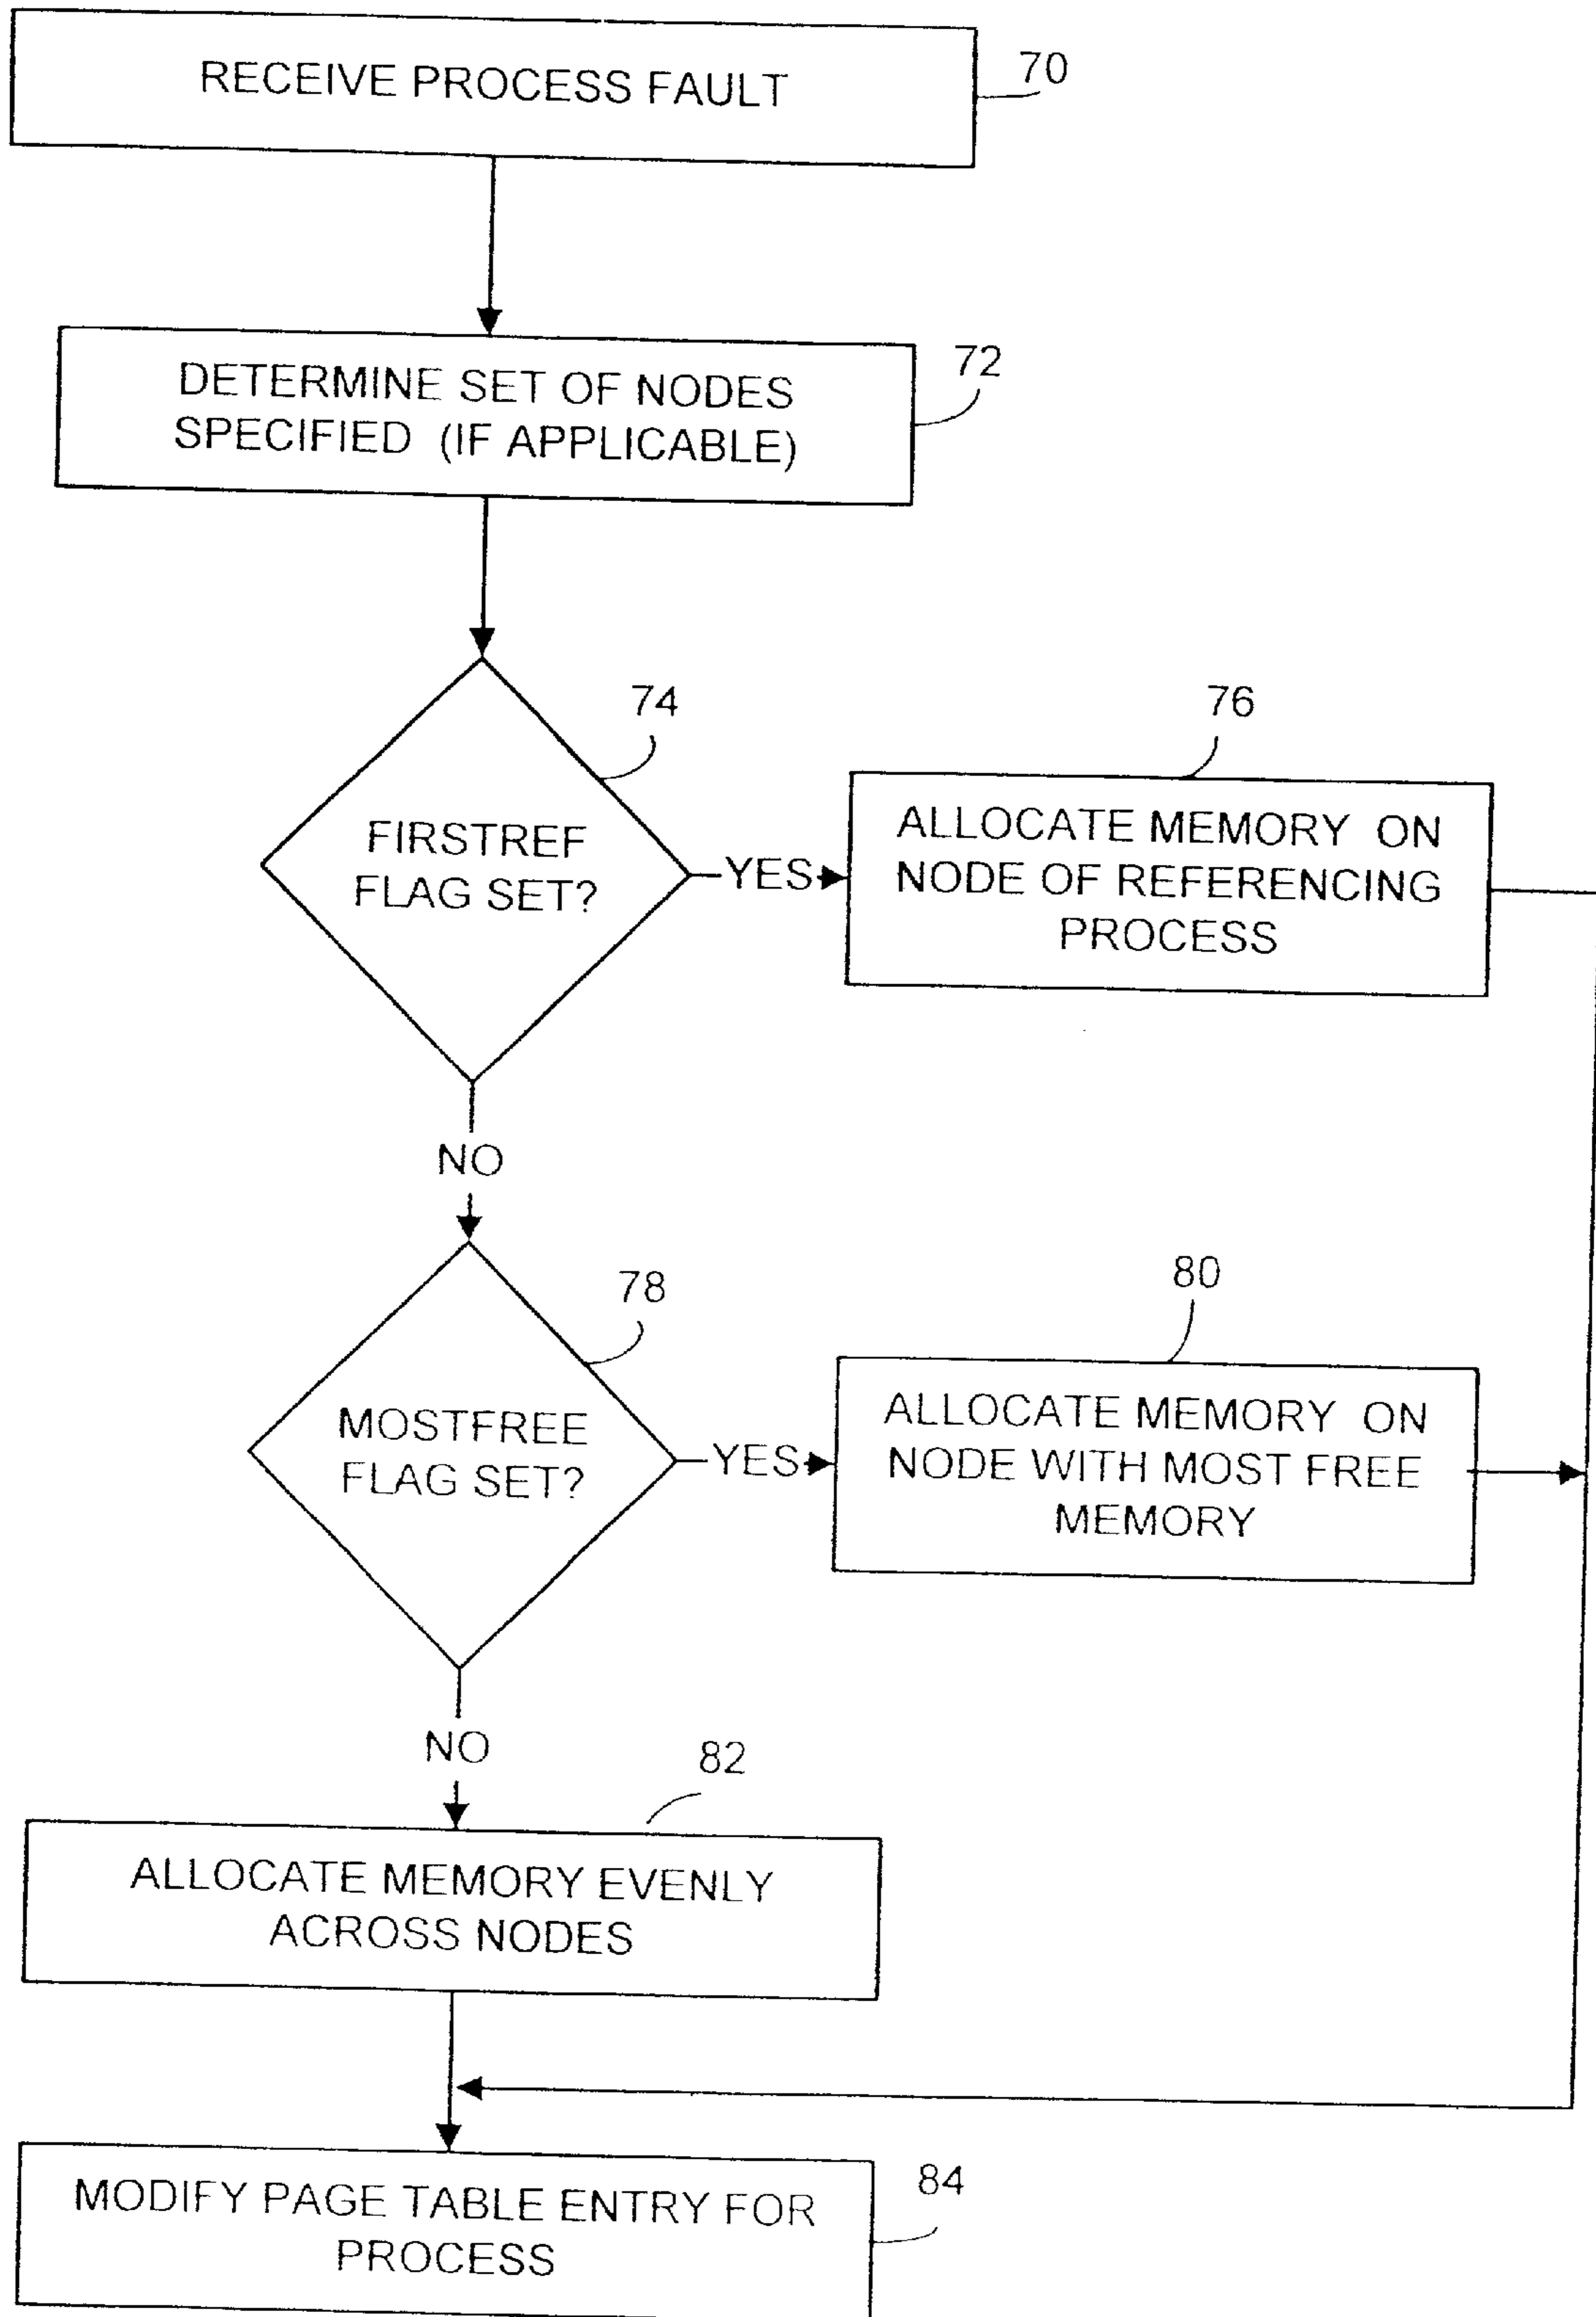 RECEIVE PROCESS FAULT
70
DETERMINE SET OF NODES
SPECIFIED (IF APPLICABLE)
72
74
FIRSTREF
FLAG SET?
YES
76
ALLOCATE MEMORY ON
NODE OF REFERENCING
PROCESS
NO
78
MOSTFREE
FLAG SET?
YES
80
ALLOCATE MEMORY ON
NODE WITH MOST FREE
MEMORY
NO
82
ALLOCATE MEMORY EVENLY
ACROSS NODES
MODIFY PAGE TABLE ENTRY FOR
PROCESS
84